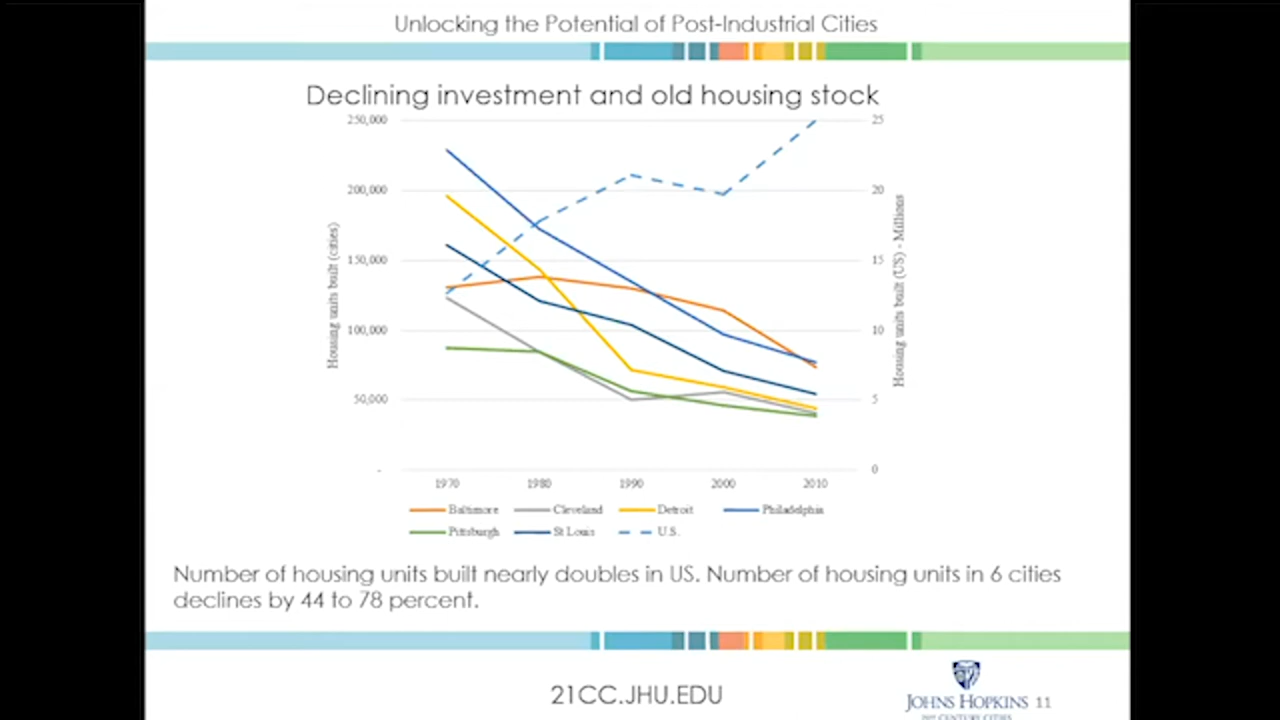 Unlocking the Potential of Post-Industrial Cities
Declining investment and old housing stock
250,000
200,000
150,000
100,000
50,000
-
Housing units built (cities)
25
20
15
10
5
0
Housing units built (US) - Millions
1970 1980 1990 2000 2010
Baltimore Cleveland Detroit Philadelphia
Pittsburgh St Louis U.S.
Number of housing units built nearly doubles in US. Number of housing units in 6 cities
declines by 44 to 78 percent.
21CC.JHU.EDU
JOHNS HOPKINS 11
21ST CENTURY CITIES